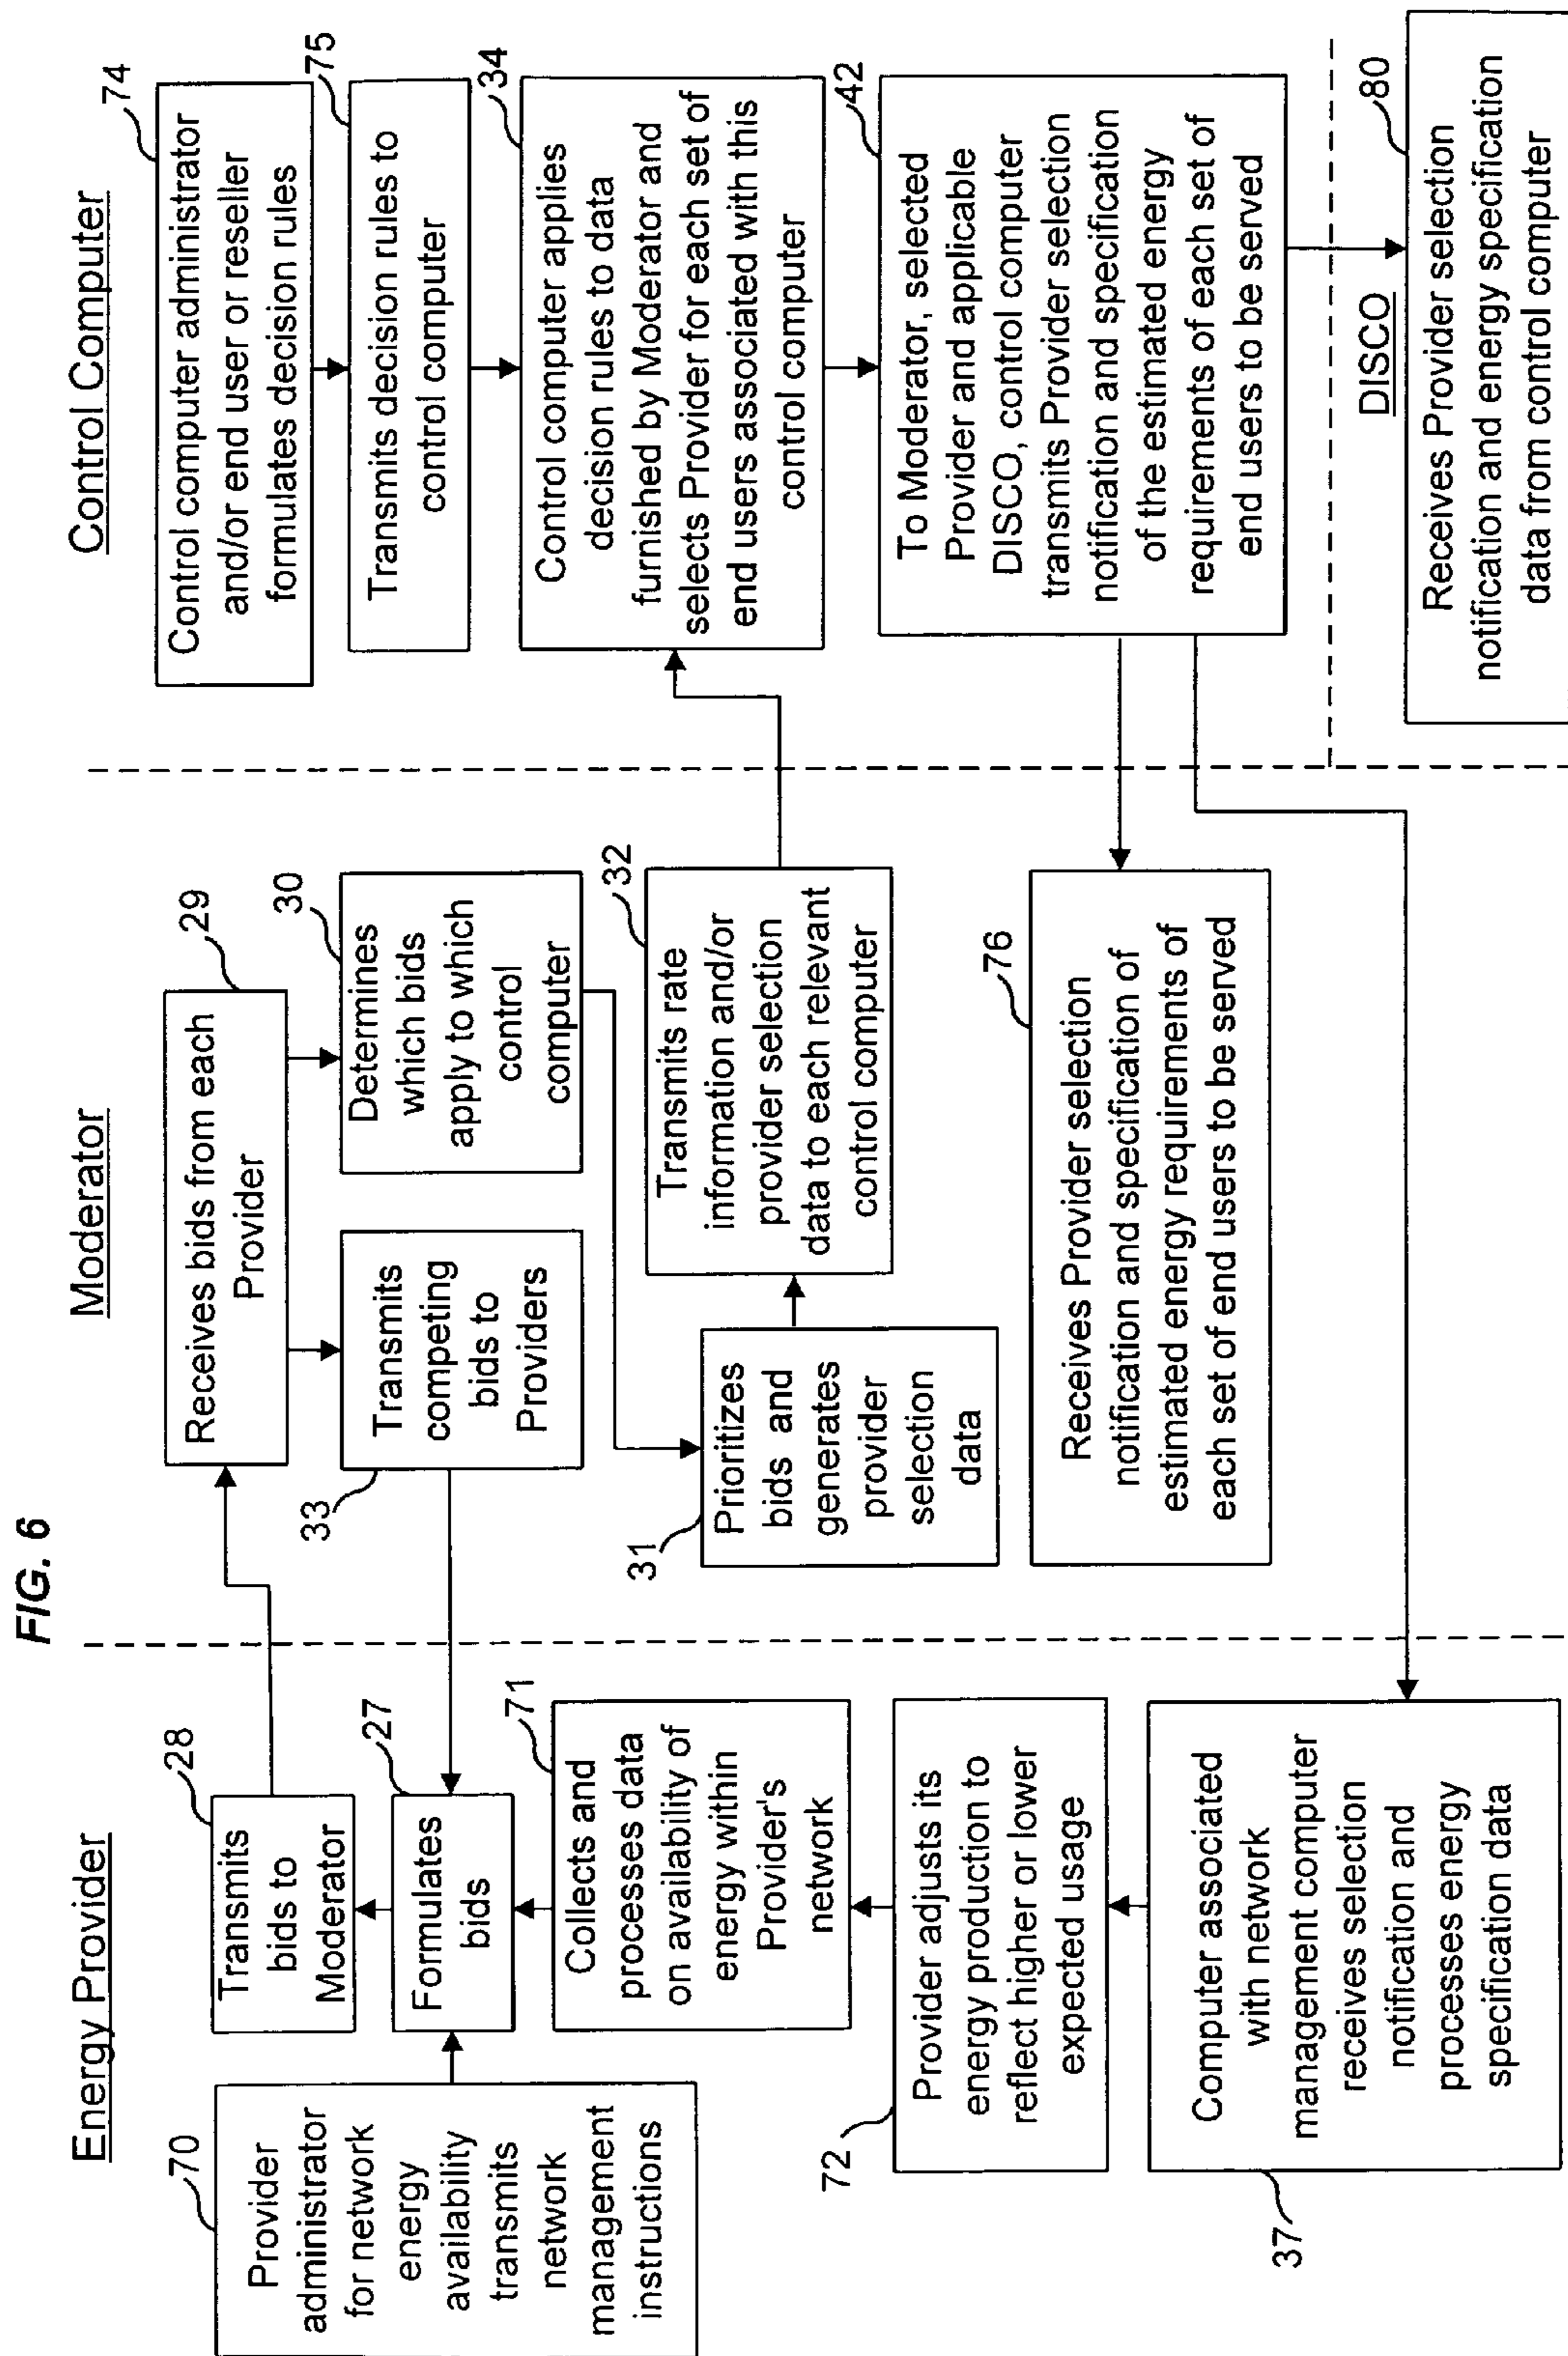 FIG. 6
Energy Provider
70
Provider
administrator
for network
energy
availability
transmits
network
management
instructions
28
Transmits
bids to
Moderator
27
Formulates
bids
71
Collects and
processes data
on availability of
energy within
Provider's
network
72
Provider adjusts its
energy production to
reflect higher or lower
expected usage
37
Computer associated
with network
management computer
receives selection
notification and
processes energy
specification data
Moderator
29
Receives bids from each
Provider
33
Transmits
competing
bids to
Providers
30
Determines
which bids
apply to which
control
computer
31
Prioritizes
bids and
generates
provider
selection
data
32
Transmits rate
information and/or
provider selection
data to each relevant
control computer
76
Receives Provider selection
notification and specification of
estimated energy requirements of
each set of end users to be served
Control Computer
74
Control computer administrator
and/or end user or reseller
formulates decision rules
75
Transmits decision rules to
control computer
34
Control computer applies
decision rules to data
furnished by Moderator and
selects Provider for each set of
end users associated with this
control computer
42
To Moderator, selected
Provider and applicable
DISCO, control computer
transmits Provider selection
notification and specification
of the estimated energy
requirements of each set of
end users to be served
DISCO
80
Receives Provider selection
notification and energy specification
data from control computer